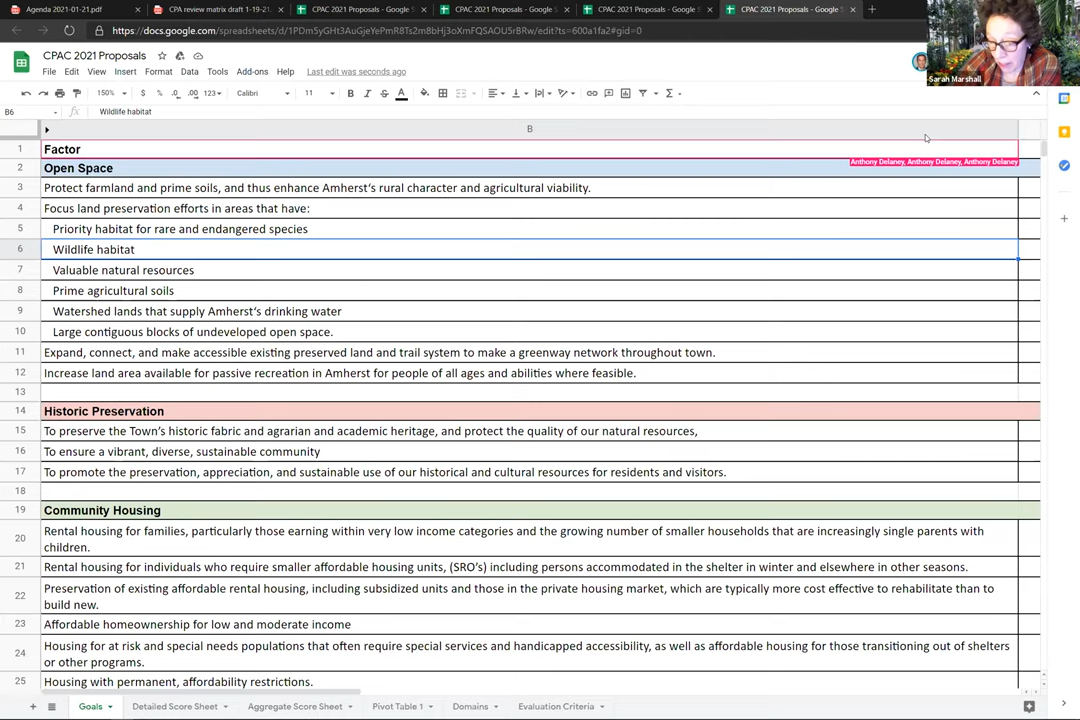 Agenda 2021-01-21.pdf
CPA review matrix draft 1-19-21.
CPAC 2021 Proposals - Google S
CPAC 2021 Proposals - Google S
CPAC 2021 Proposals - Google S
CPAC 2021 Proposals - Google S
https://docs.google.com/spreadsheets/d/1PDm5yGHt3AuGjeYePmR8Ts2m8bHj3oXmFQSAOU5rBRw/edit?ts=600a1fa2#gid=0
CPAC 2021 Proposals
File Edit View Insert Format Data Tools Add-ons Help Last edit was seconds ago
Sarah Marshall
150% $ % .0 .00 123 Calibri 11 B I S A
B6 fx Wildlife habitat
B
1 Factor
Anthony Delaney, Anthony Delaney, Anthony Delaney
2 Open Space
3 Protect farmland and prime soils, and thus enhance Amherst's rural character and agricultural viability.
4 Focus land preservation efforts in areas that have:
5 Priority habitat for rare and endangered species
6 Wildlife habitat
7 Valuable natural resources
8 Prime agricultural soils
9 Watershed lands that supply Amherst's drinking water
10 Large contiguous blocks of undeveloped open space.
11 Expand, connect, and make accessible existing preserved land and trail system to make a greenway network throughout town.
12 Increase land area available for passive recreation in Amherst for people of all ages and abilities where feasible.
13
14 Historic Preservation
15 To preserve the Town's historic fabric and agrarian and academic heritage, and protect the quality of our natural resources,
16 To ensure a vibrant, diverse, sustainable community
17 To promote the preservation, appreciation, and sustainable use of our historical and cultural resources for residents and visitors.
18
19 Community Housing
20 Rental housing for families, particularly those earning within very low income categories and the growing number of smaller households that are increasingly single parents with
children.
21 Rental housing for individuals who require smaller affordable housing units, (SRO's) including persons accommodated in the shelter in winter and elsewhere in other seasons.
22 Preservation of existing affordable rental housing, including subsidized units and those in the private housing market, which are typically more cost effective to rehabilitate than to
build new.
23 Affordable homeownership for low and moderate income
24 Housing for at risk and special needs populations that often require special services and handicapped accessibility, as well as affordable housing for those transitioning out of shelters
or other programs.
25 Housing with permanent, affordability restrictions.
Goals Detailed Score Sheet Aggregate Score Sheet Pivot Table 1 Domains Evaluation Criteria